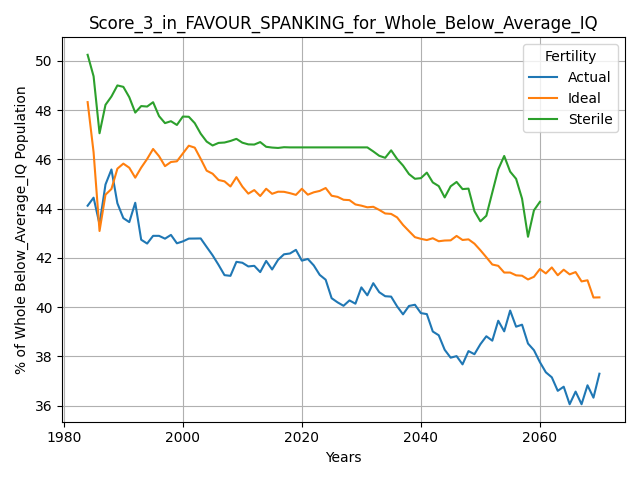 Score_3_in_FAVOUR_SPANKING_for_Whole_Below_Average_IQ
% of Whole Below_Average_IQ Population
50
48
46
44
42
40
38
36
1980
2000
2020
2040
2060
Years
Fertility
Actual
Ideal
Sterile